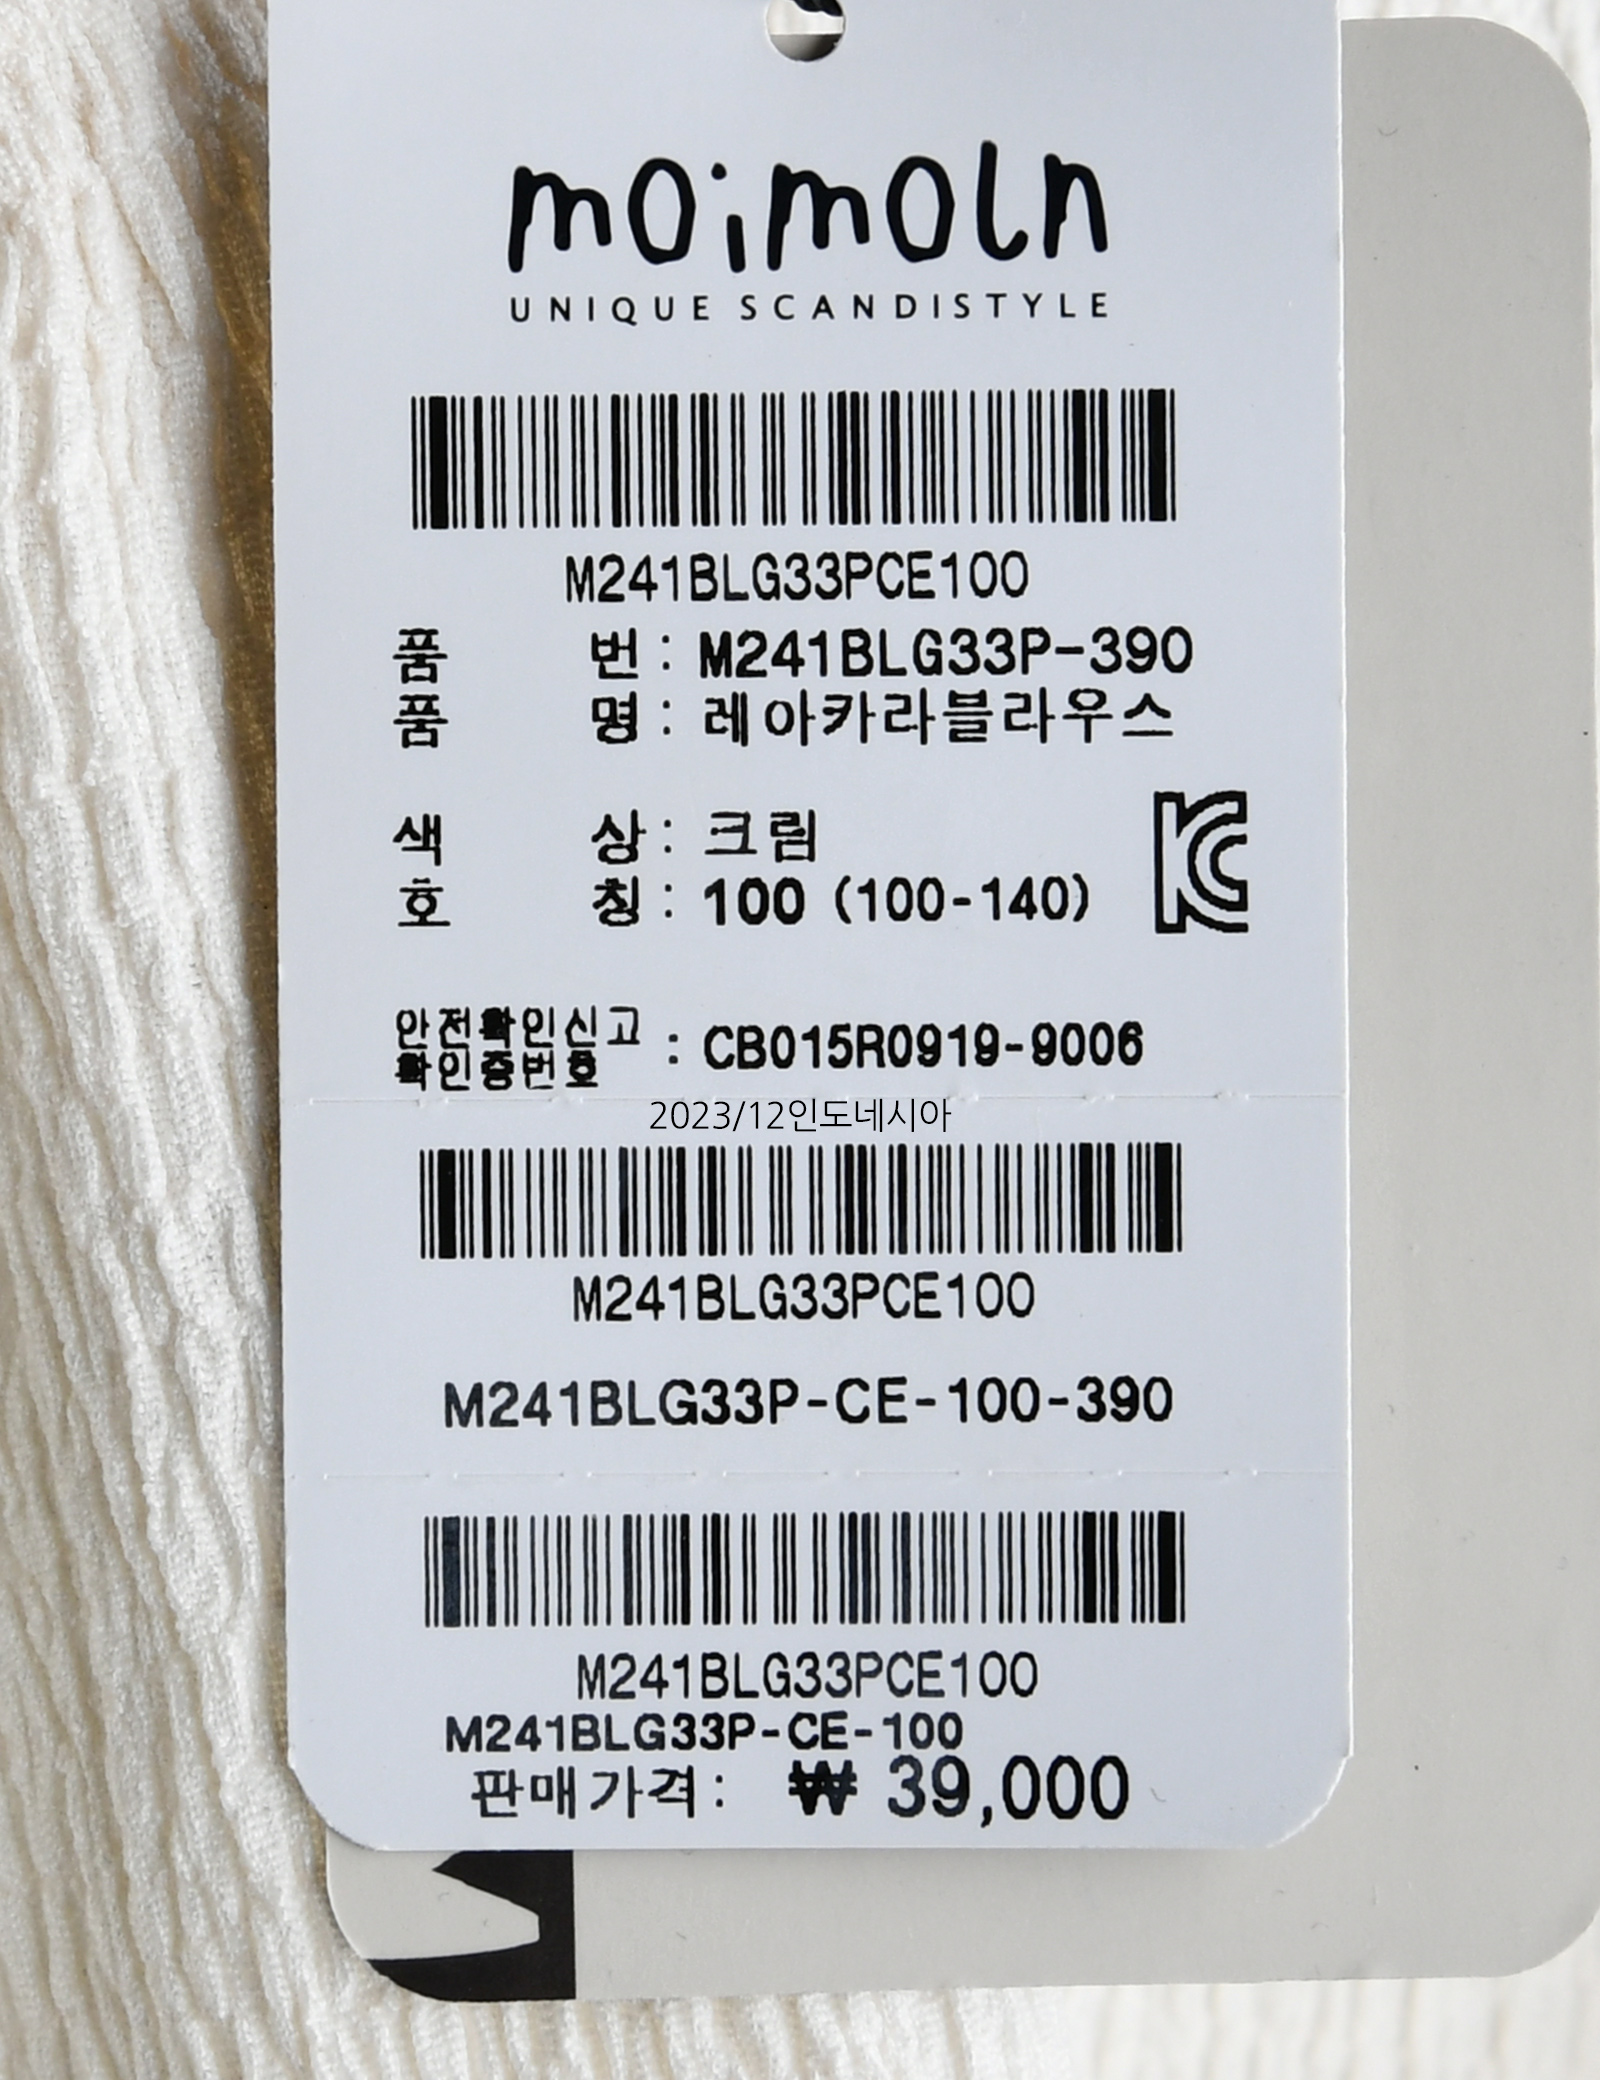 moimoln
UNIQUE SCANDISTYLE
M241BLG33PCE100
품 번 : M241BLG33P-390
품 명 : 레아카라블라우스
색 상 : 크림
호 칭 : 100 (100-140)
안전확인신고
확인증번호 : CB015R0919-9006
2023/12인도네시아
M241BLG33PCE100
M241BLG33P-CE-100-390
M241BLG33PCE100
M241BLG33P-CE-100
판매가격 : ₩ 39,000